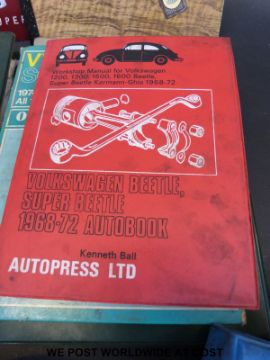 Workshop Manual for Volkswagen
1200, 1300, 1500, 1600 Beetle,
Super Beetle Karmann-Ghia 1968-72
VOLKSWAGEN BEETLE,
SUPER BEETLE
1968-72 AUTOBOOK
Kenneth Ball
AUTOPRESS LTD
WE POST WORLDWIDE AT COST